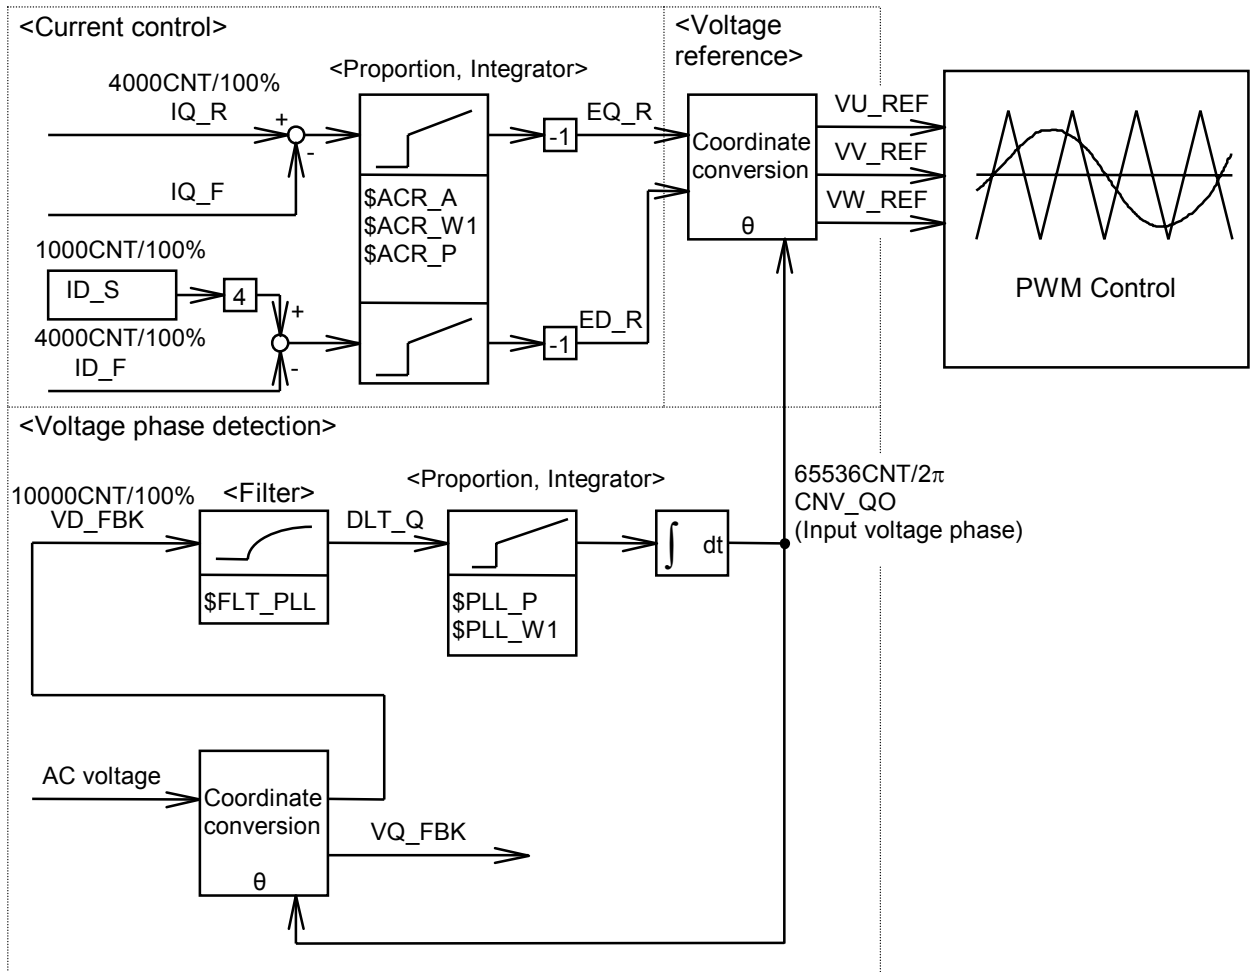 <Current control>
<Voltage
reference>
4000CNT/100%
<Proportion, Integrator>
IQ_R
+
-
IQ_F
$ACR_A
$ACR_W1
$ACR_P
-1
EQ_R
Coordinate
conversion
θ
VU_REF
VV_REF
VW_REF
PWM Control
1000CNT/100%
ID_S
4
+
-
4000CNT/100%
ID_F
-1
ED_R
<Voltage phase detection>
10000CNT/100%
VD_FBK
<Filter>
$FLT_PLL
DLT_Q
<Proportion, Integrator>
$PLL_P
$PLL_W1
∫ dt
65536CNT/2π
CNV_QO
(Input voltage phase)
AC voltage
Coordinate
conversion
θ
VQ_FBK